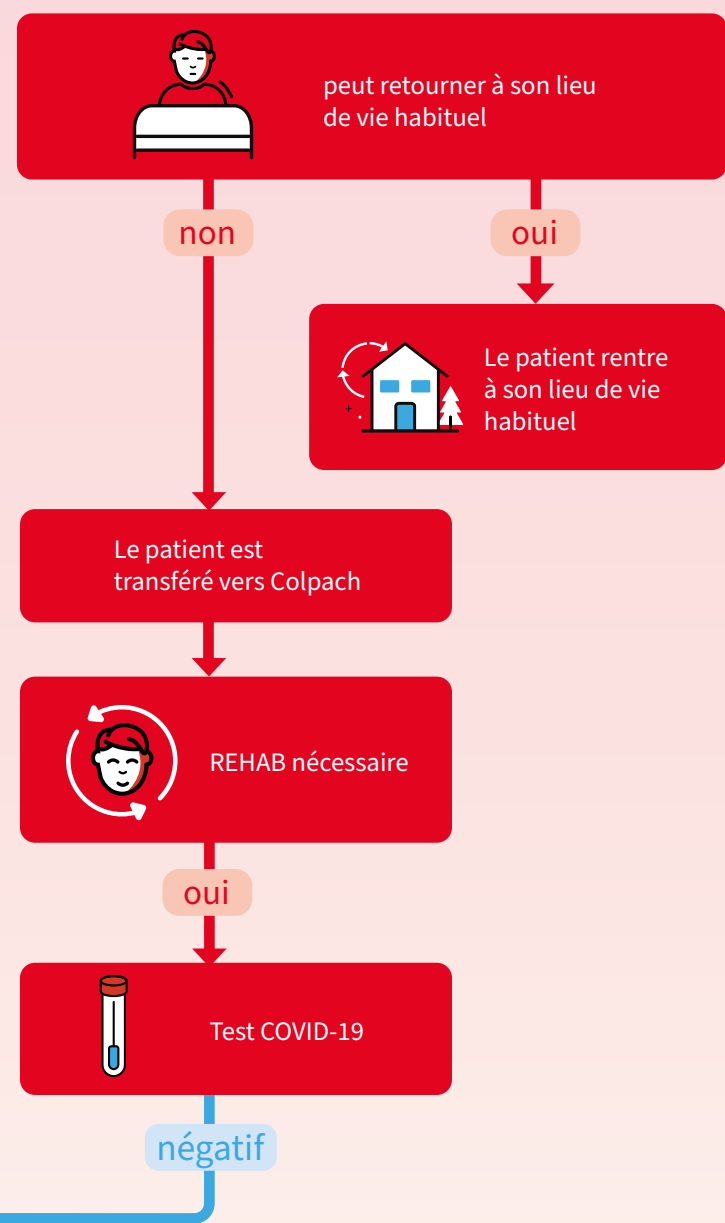 peut retourner à son lieu
de vie habituel
non
oui
Le patient rentre
à son lieu de vie
habituel
Le patient est
transféré vers Colpach
REHAB nécessaire
oui
Test COVID-19
négatif